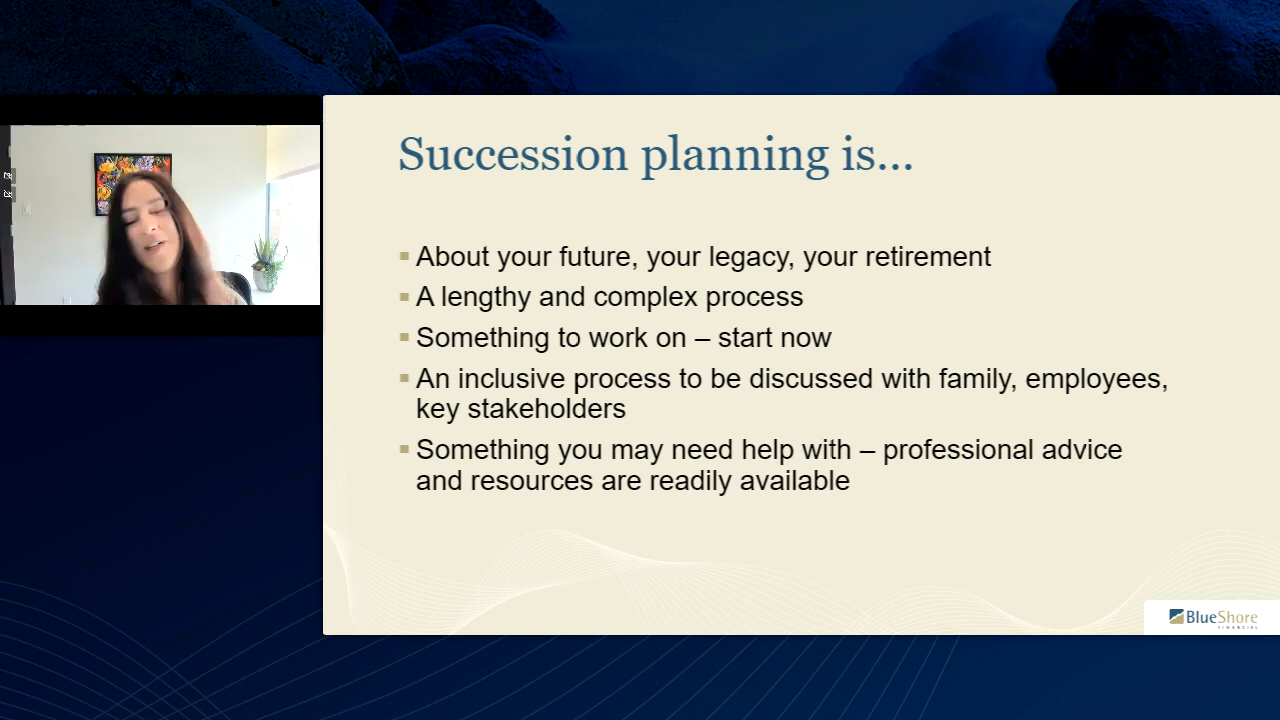 Succession planning is...
About your future, your legacy, your retirement
A lengthy and complex process
Something to work on – start now
An inclusive process to be discussed with family, employees,
key stakeholders
Something you may need help with – professional advice
and resources are readily available
BlueShore
FINANCIAL